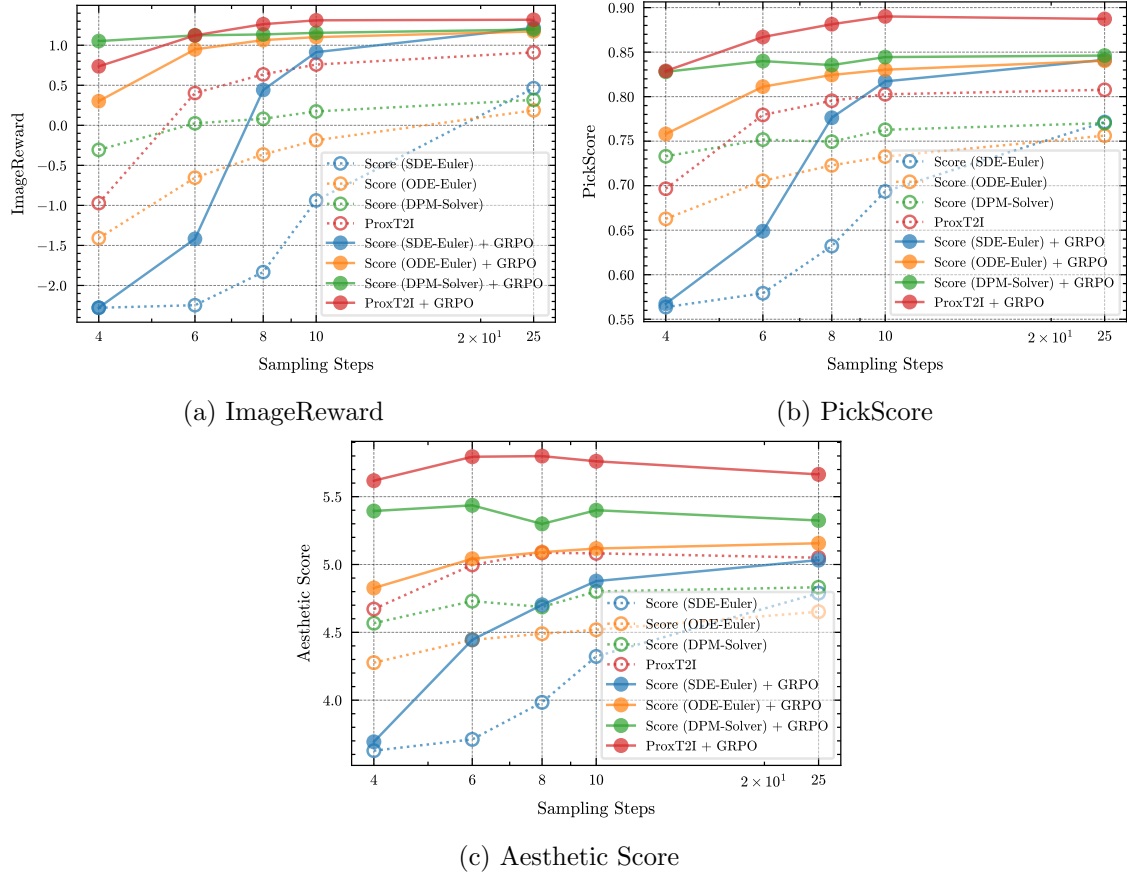 1.0
0.5
0.0
−0.5
−1.0
−1.5
−2.0
ImageReward
Score (SDE-Euler)
Score (ODE-Euler)
Score (DPM-Solver)
ProxT2I
Score (SDE-Euler) + GRPO
Score (ODE-Euler) + GRPO
Score (DPM-Solver) + GRPO
ProxT2I + GRPO
4 6 8 10 2 × 10¹ 25
Sampling Steps
(a) ImageReward
0.90
0.85
0.80
0.75
0.70
0.65
0.60
0.55
PickScore
Score (SDE-Euler)
Score (ODE-Euler)
Score (DPM-Solver)
ProxT2I
Score (SDE-Euler) + GRPO
Score (ODE-Euler) + GRPO
Score (DPM-Solver) + GRPO
ProxT2I + GRPO
4 6 8 10 2 × 10¹ 25
Sampling Steps
(b) PickScore
5.5
5.0
4.5
4.0
Aesthetic Score
Score (SDE-Euler)
Score (ODE-Euler)
Score (DPM-Solver)
ProxT2I
Score (SDE-Euler) + GRPO
Score (ODE-Euler) + GRPO
Score (DPM-Solver) + GRPO
ProxT2I + GRPO
4 6 8 10 2 × 10¹ 25
Sampling Steps
(c) Aesthetic Score